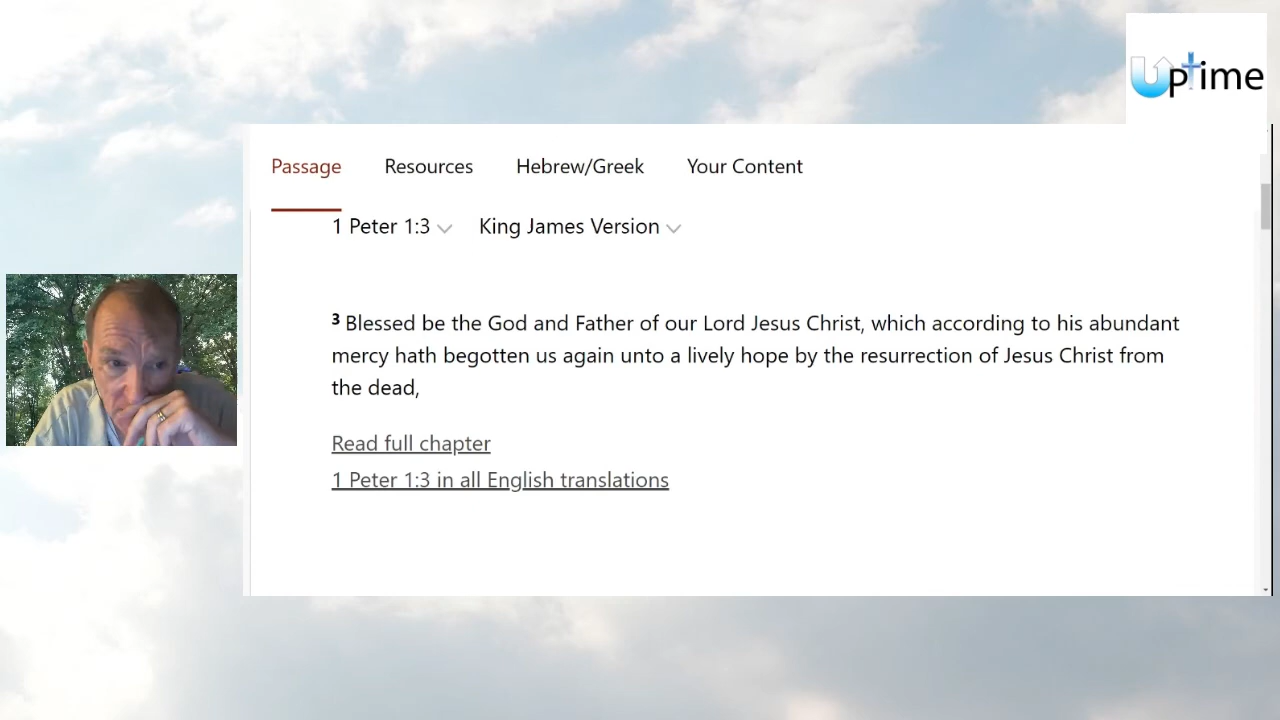 Uptime
Passage Resources Hebrew/Greek Your Content
1 Peter 1:3 King James Version
3 Blessed be the God and Father of our Lord Jesus Christ, which according to his abundant
mercy hath begotten us again unto a lively hope by the resurrection of Jesus Christ from
the dead,
Read full chapter
1 Peter 1:3 in all English translations